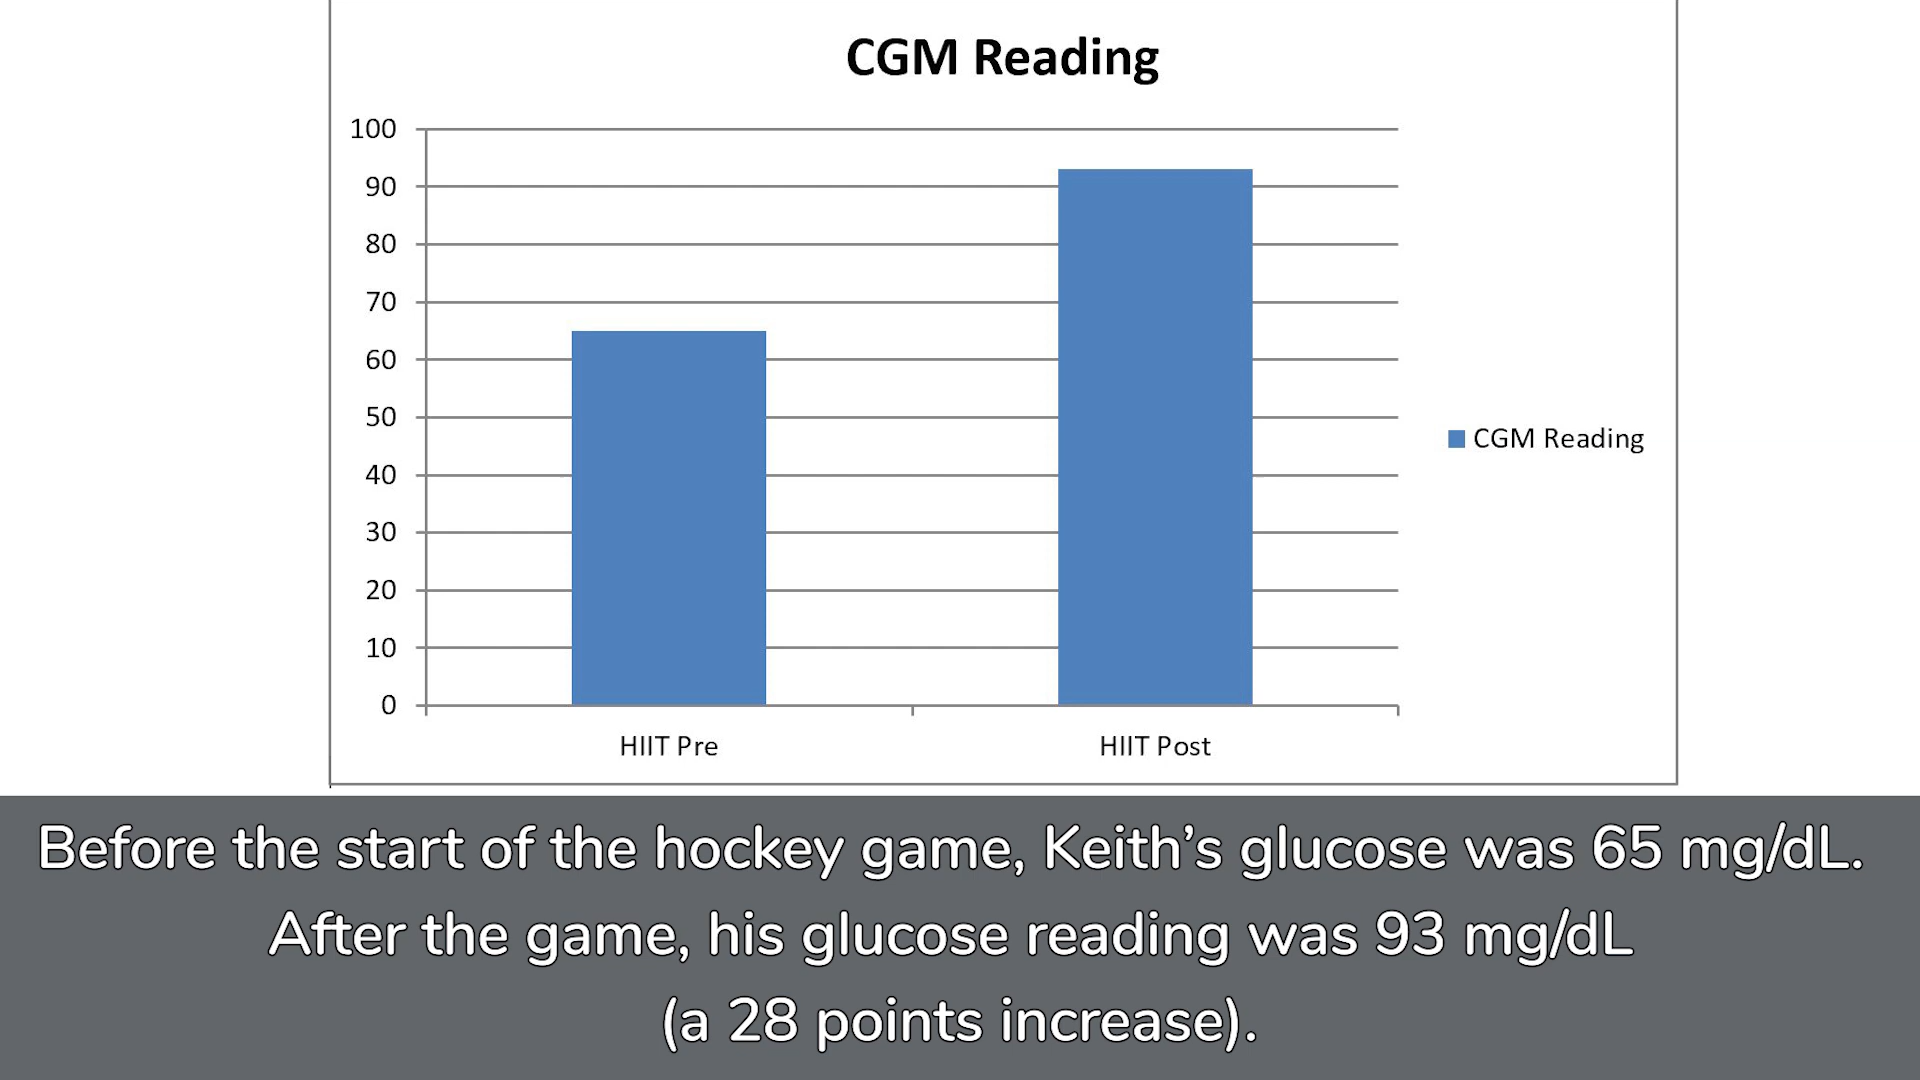 CGM Reading
100
90
80
70
60
50
40
30
20
10
0
HIIT Pre
HIIT Post
CGM Reading
Before the start of the hockey game, Keith’s glucose was 65 mg/dL.
After the game, his glucose reading was 93 mg/dL
(a 28 points increase).